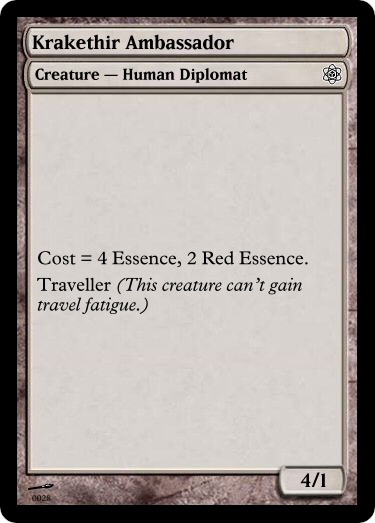 Krakethir Ambassador
Creature — Human Diplomat
Cost = 4 Essence, 2 Red Essence.
Traveller (This creature can't gain
travel fatigue.)
4/1
0028